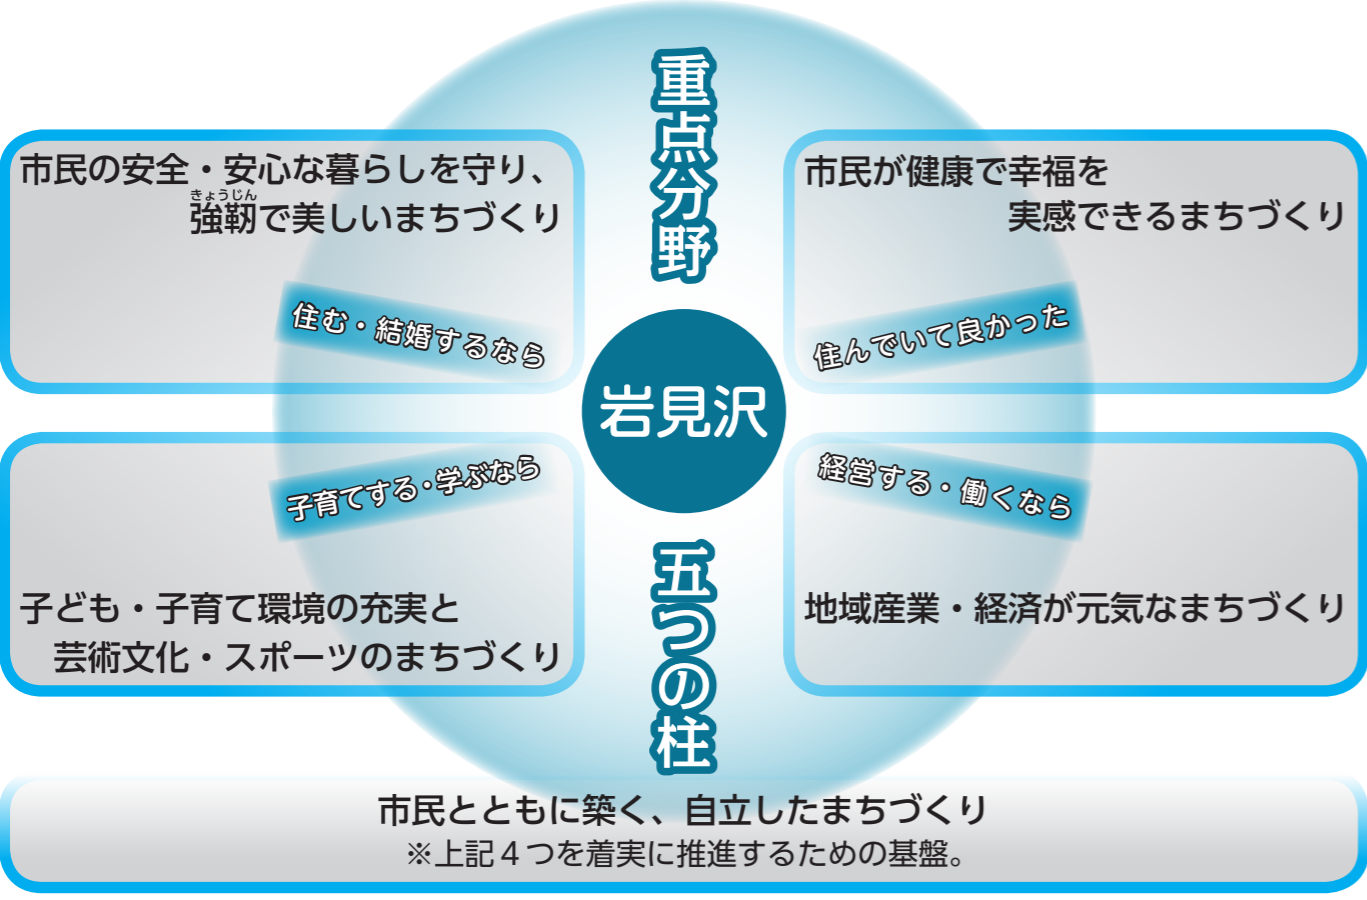 重点分野
市民の安全・安心な暮らしを守り、
きょうじん
強靭で美しいまちづくり
住む・結婚するなら
市民が健康で幸福を
実感できるまちづくり
住んでいて良かった
岩見沢
子育てする・学ぶなら
子ども・子育て環境の充実と
芸術文化・スポーツのまちづくり
経営する・働くなら
地域産業・経済が元気なまちづくり
五つの柱
市民とともに築く、自立したまちづくり
※上記４つを着実に推進するための基盤。